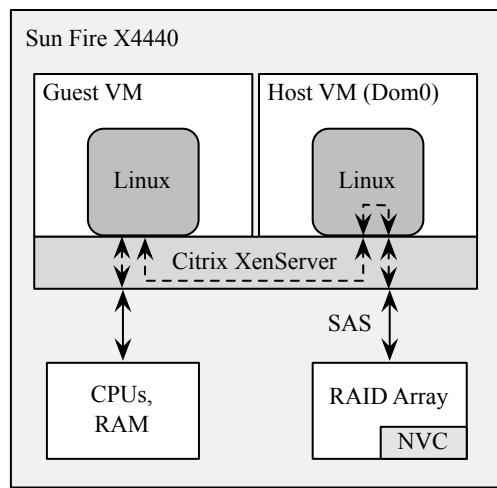 Sun Fire X4440
Guest VM
Host VM (Dom0)
Linux
Linux
Citrix XenServer
SAS
CPUs,
RAM
RAID Array
NVC